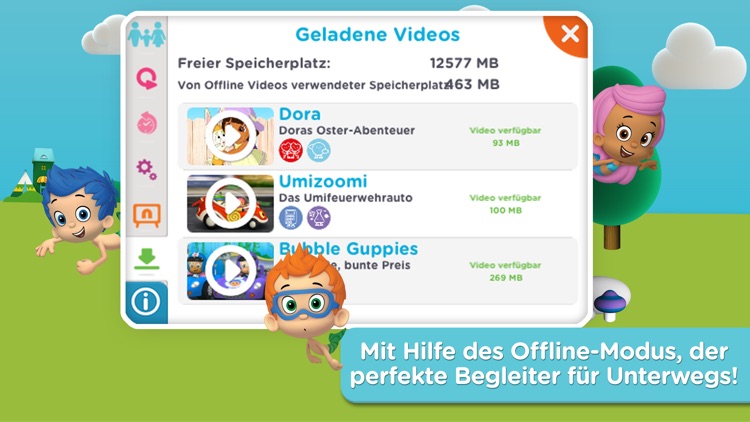 Geladene Videos
Freier Speicherplatz: 12577 MB
Von Offline Videos verwendeter Speicherplatz 463 MB
Dora
Doras Oster-Abenteuer
Video verfügbar
93 MB
Umizoomi
Das Umifeuerwehrauto
Video verfügbar
100 MB
Bubble Guppies
bunte Preis
Video verfügbar
269 MB
Mit Hilfe des Offline-Modus, der
perfekte Begleiter für Unterwegs!